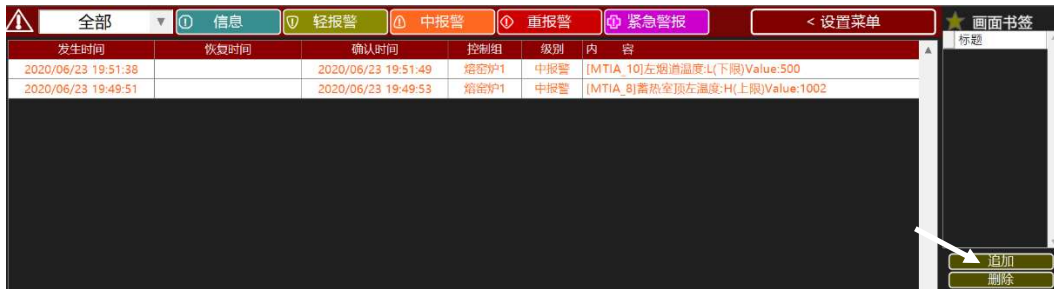 全部 ▼ 信息 轻报警 中报警 重报警 紧急警报 < 设置菜单 画面书签
发生时间 恢复时间 确认时间 控制组 级别 内 容 标题
2020/06/23 19:51:38 2020/06/23 19:51:49 熔窑炉1 中报警 [MTIA_10]左烟道温度:L(下限)Value:500
2020/06/23 19:49:51 2020/06/23 19:49:53 熔窑炉1 中报警 [MTIA_8]蓄热室顶左温度:H(上限)Value:1002
追加
删除